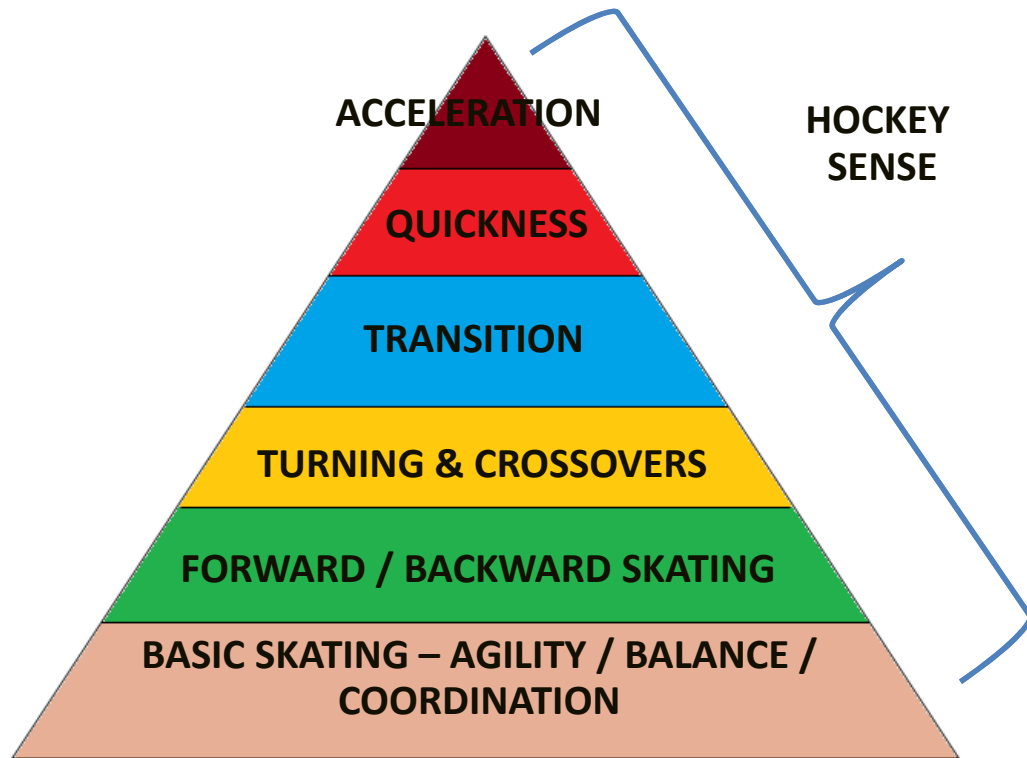 ACCELERATION
HOCKEY
SENSE
QUICKNESS
TRANSITION
TURNING & CROSSOVERS
FORWARD / BACKWARD SKATING
BASIC SKATING – AGILITY / BALANCE /
COORDINATION